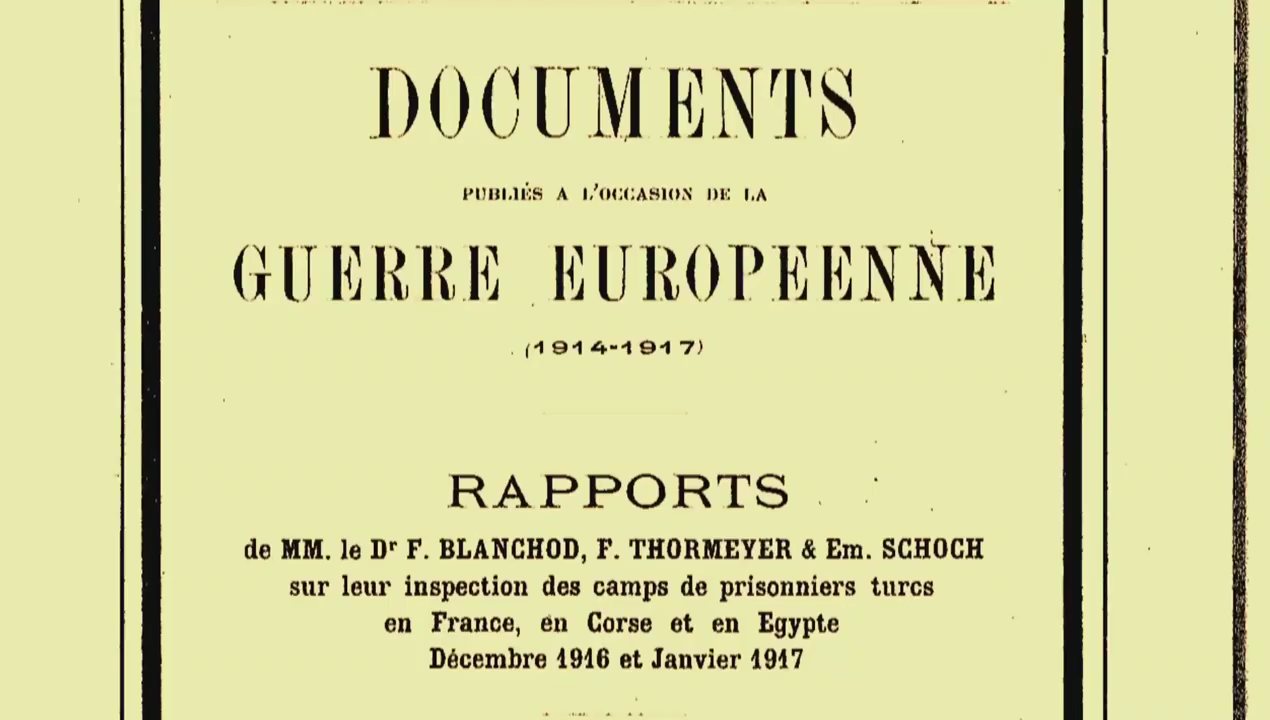 DOCUMENTS
PUBLIÉS A L'OCCASION DE LA
GUERRE EUROPEENNE
(1914-1917)
RAPPORTS
de MM. le Dr F. BLANCHOD, F. THORMEYER & Em. SCHOCH
sur leur inspection des camps de prisonniers turcs
en France, en Corse et en Egypte
Décembre 1916 et Janvier 1917